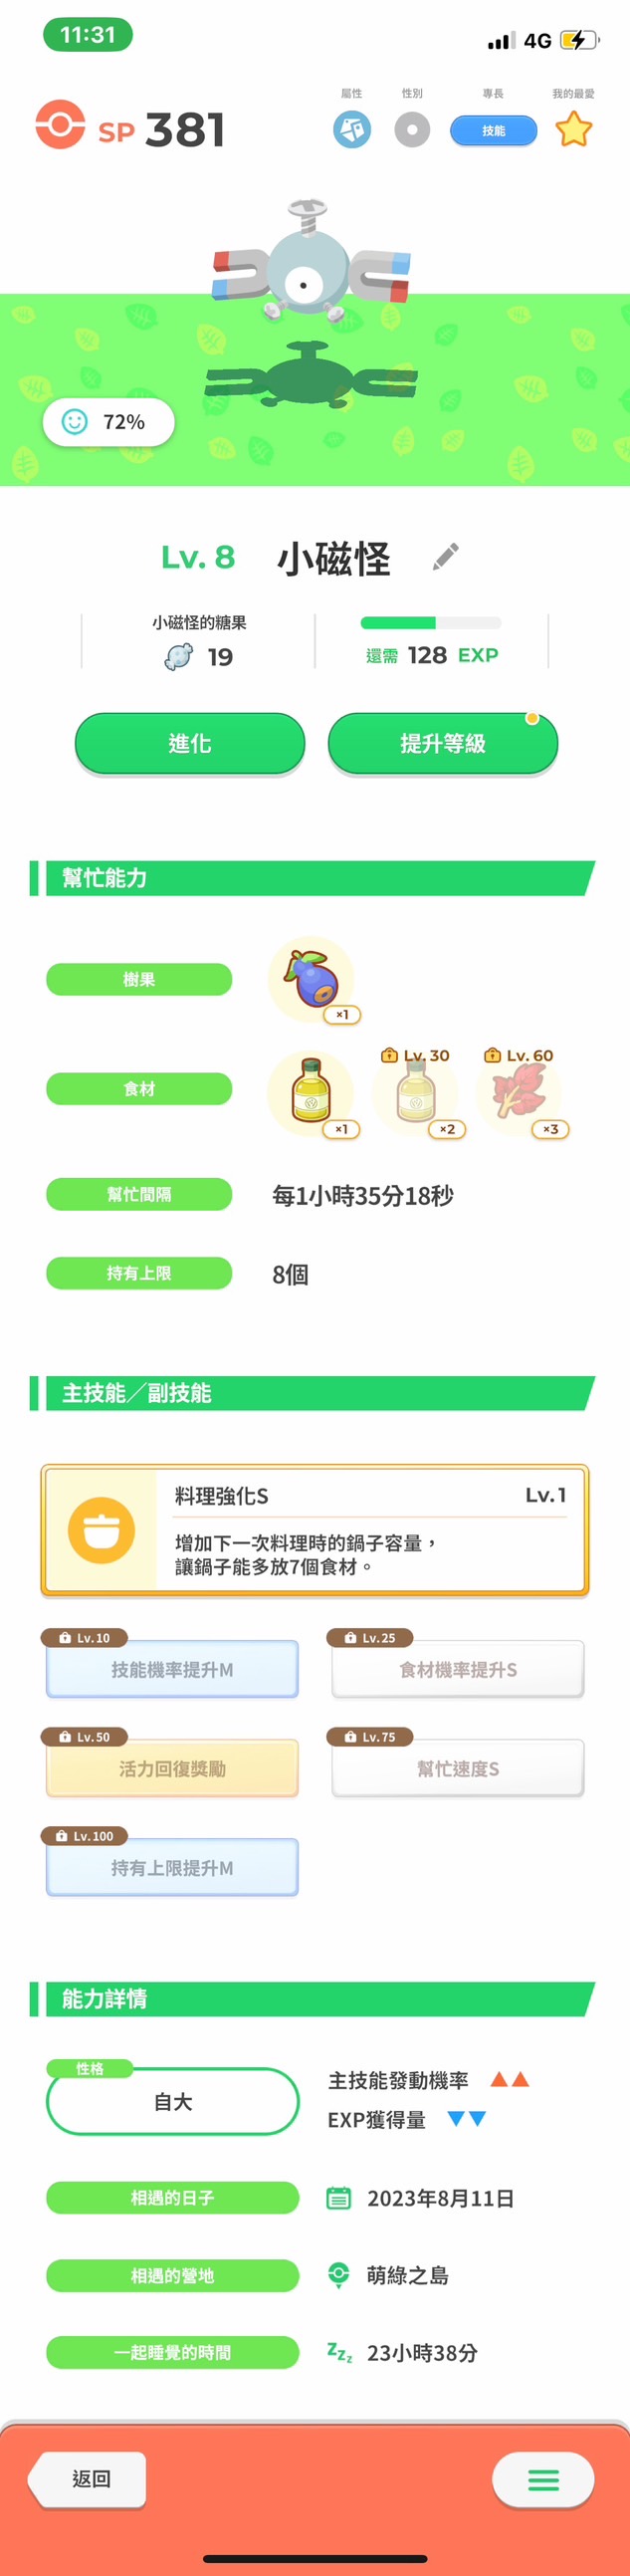 11:31
4G
屬性
性別
專長
我的最愛
SP 381
技能
72%
Lv. 8 小磁怪
小磁怪的糖果
19
還需 128 EXP
進化
提升等級
幫忙能力
樹果
×1
食材
Lv. 30
Lv. 60
×1
×2
×3
幫忙間隔
每1小時35分18秒
持有上限
8個
主技能／副技能
料理強化S
Lv.1
增加下一次料理時的鍋子容量，
讓鍋子能多放7個食材。
Lv.10
技能機率提升M
Lv.25
食材機率提升S
Lv.50
活力回復獎勵
Lv.75
幫忙速度S
Lv.100
持有上限提升M
能力詳情
性格
自大
主技能發動機率 ▲▲
EXP獲得量 ▼▼
相遇的日子
2023年8月11日
相遇的營地
萌綠之島
一起睡覺的時間
zzz
23小時38分
返回